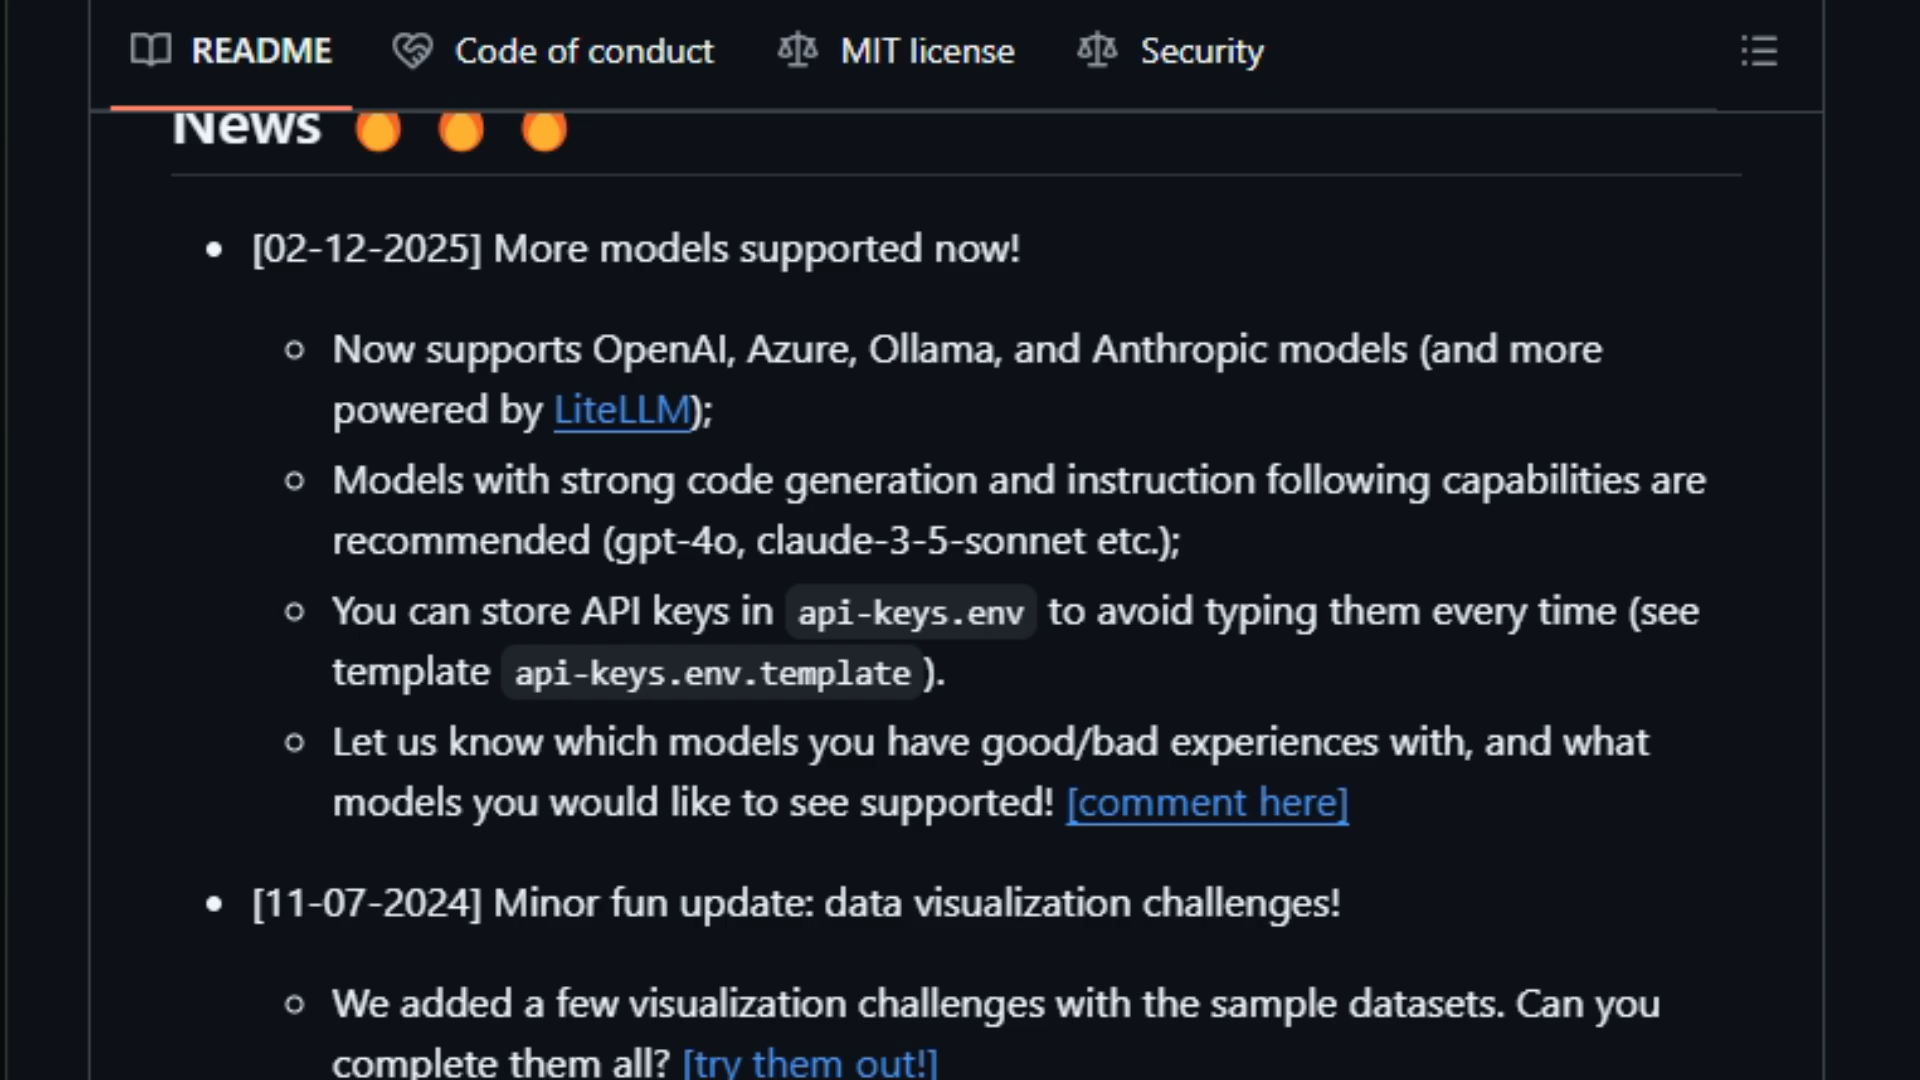 README Code of conduct MIT license Security
News 🔥 🔥 🔥
• [02-12-2025] More models supported now!
○ Now supports OpenAI, Azure, Ollama, and Anthropic models (and more
powered by LiteLLM);
○ Models with strong code generation and instruction following capabilities are
recommended (gpt-4o, claude-3-5-sonnet etc.);
○ You can store API keys in api-keys.env to avoid typing them every time (see
template api-keys.env.template ).
○ Let us know which models you have good/bad experiences with, and what
models you would like to see supported! [comment here]
• [11-07-2024] Minor fun update: data visualization challenges!
○ We added a few visualization challenges with the sample datasets. Can you
complete them all? [try them out!]